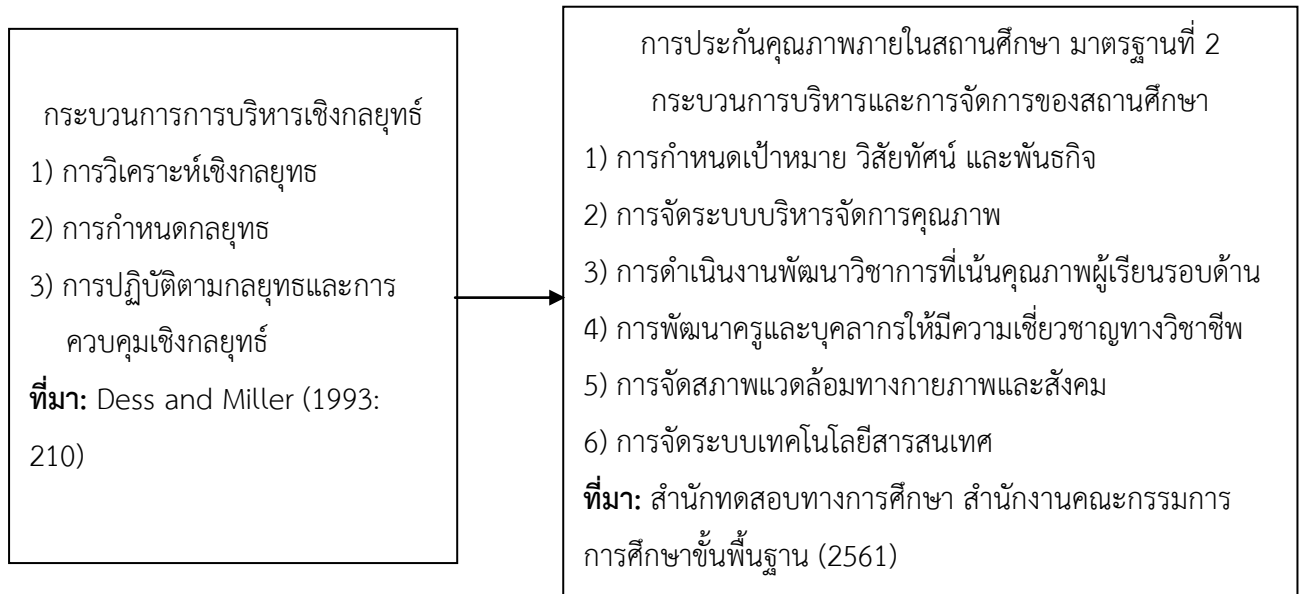 กระบวนการการบริหารเชิงกลยุทธ์
1) การวิเคราะห์เชิงกลยุทธ
2) การกำหนดกลยุทธ
3) การปฏิบัติตามกลยุทธและการ
ควบคุมเชิงกลยุทธ์
ที่มา: Dess and Miller (1993:
210)
การประกันคุณภาพภายในสถานศึกษา มาตรฐานที่ 2
กระบวนการบริหารและการจัดการของสถานศึกษา
1) การกำหนดเป้าหมาย วิสัยทัศน์ และพันธกิจ
2) การจัดระบบบริหารจัดการคุณภาพ
3) การดำเนินงานพัฒนาวิชาการที่เน้นคุณภาพผู้เรียนรอบด้าน
4) การพัฒนาครูและบุคลากรให้มีความเชี่ยวชาญทางวิชาชีพ
5) การจัดสภาพแวดล้อมทางกายภาพและสังคม
6) การจัดระบบเทคโนโลยีสารสนเทศ
ที่มา: สำนักทดสอบทางการศึกษา สำนักงานคณะกรรมการ
การศึกษาขั้นพื้นฐาน (2561)